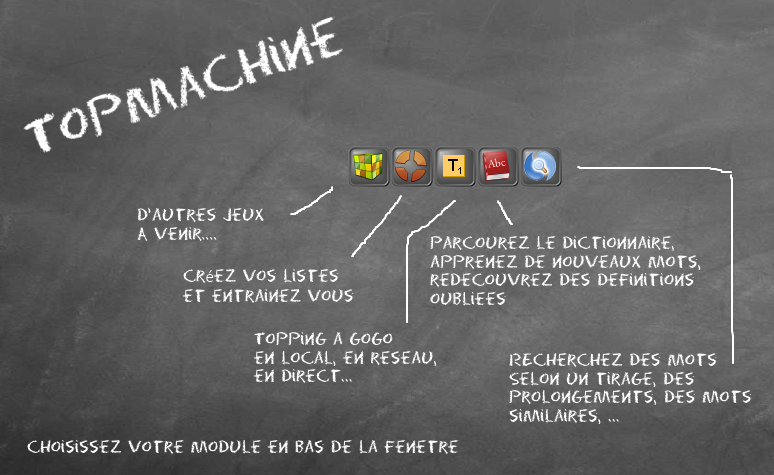 TOPMACHINE
T1
Abc
D'AUTRES JEUX
A VENIR....
CRéEZ VOS LISTES
ET ENTRAINEZ VOUS
TOPPING A GOGO
EN LOCAL, EN RESEAU,
EN DIRECT...
PARCOUREZ LE DICTIONNAIRE,
APPRENEZ DE NOUVEAUX MOTS,
REDECOUVREZ DES DEFINITIONS
OUBLIEES
RECHERCHEZ DES MOTS
SELON UN TIRAGE, DES
PROLONGEMENTS, DES MOTS
SIMILAIRES, ...
CHOISISSEZ VOTRE MODULE EN BAS DE LA FENETRE